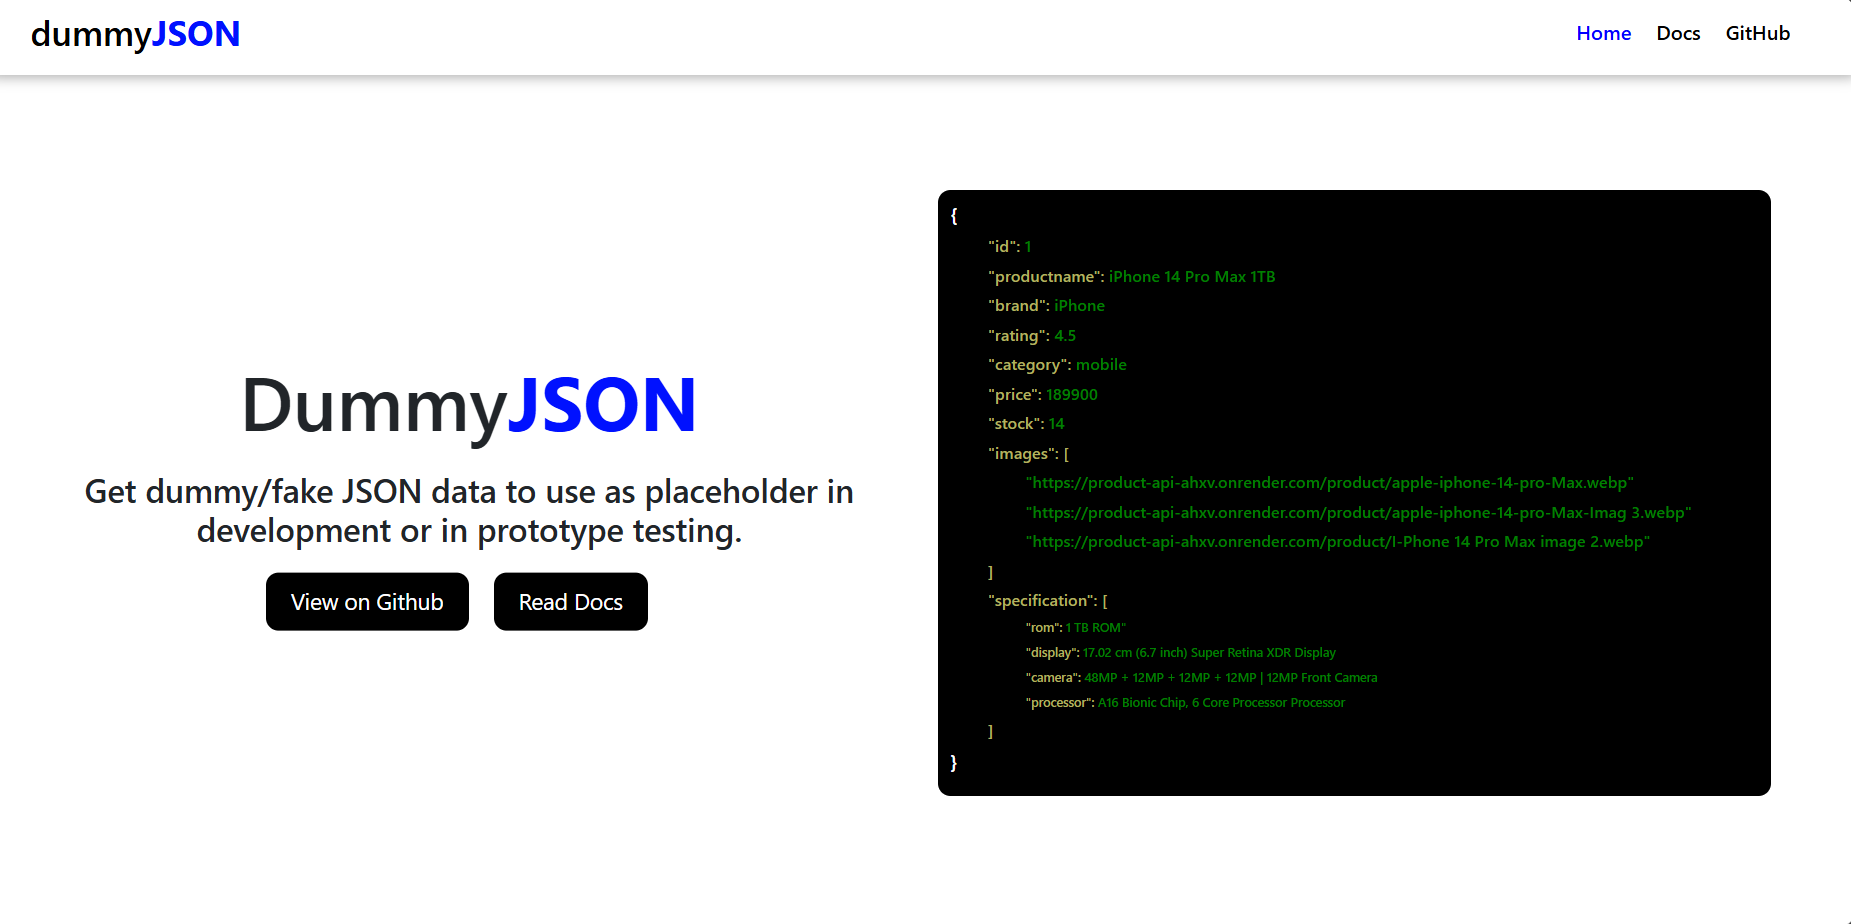 dummyJSON
Home Docs GitHub
DummyJSON
Get dummy/fake JSON data to use as placeholder in
development or in prototype testing.
View on Github Read Docs
{
"id": 1
"productname": iPhone 14 Pro Max 1TB
"brand": iPhone
"rating": 4.5
"category": mobile
"price": 189900
"stock": 14
"images": [
"https://product-api-ahxv.onrender.com/product/apple-iphone-14-pro-Max.webp"
"https://product-api-ahxv.onrender.com/product/apple-iphone-14-pro-Max-Imag 3.webp"
"https://product-api-ahxv.onrender.com/product/I-Phone 14 Pro Max image 2.webp"
]
"specification": [
"rom": 1 TB ROM"
"display": 17.02 cm (6.7 inch) Super Retina XDR Display
"camera": 48MP + 12MP + 12MP + 12MP | 12MP Front Camera
"processor": A16 Bionic Chip, 6 Core Processor Processor
]
}